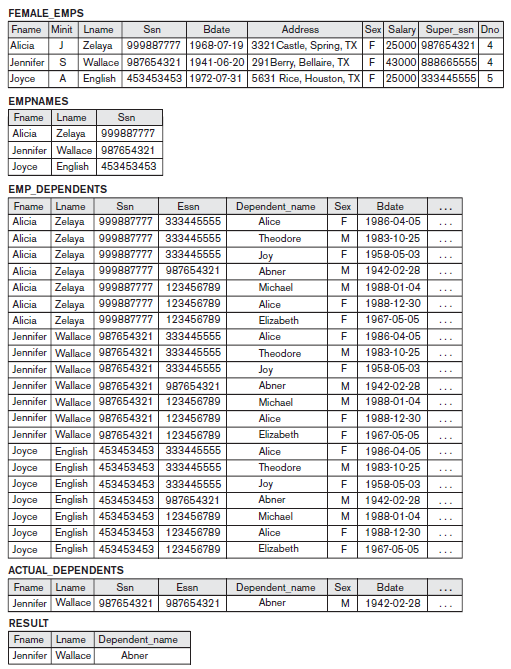 FEMALE_EMPS
Fname Minit Lname Ssn Bdate Address Sex Salary Super_ssn Dno
Alicia J Zelaya 999887777 1968-07-19 3321Castle, Spring, TX F 25000 987654321 4
Jennifer S Wallace 987654321 1941-06-20 291Berry, Bellaire, TX F 43000 888665555 4
Joyce A English 453453453 1972-07-31 5631 Rice, Houston, TX F 25000 333445555 5
EMPNAMES
Fname Lname Ssn
Alicia Zelaya 999887777
Jennifer Wallace 987654321
Joyce English 453453453
EMP_DEPENDENTS
Fname Lname Ssn Essn Dependent_name Sex Bdate ...
Alicia Zelaya 999887777 333445555 Alice F 1986-04-05 ...
Alicia Zelaya 999887777 333445555 Theodore M 1983-10-25 ...
Alicia Zelaya 999887777 333445555 Joy F 1958-05-03 ...
Alicia Zelaya 999887777 987654321 Abner M 1942-02-28 ...
Alicia Zelaya 999887777 123456789 Michael M 1988-01-04 ...
Alicia Zelaya 999887777 123456789 Alice F 1988-12-30 ...
Alicia Zelaya 999887777 123456789 Elizabeth F 1967-05-05 ...
Jennifer Wallace 987654321 333445555 Alice F 1986-04-05 ...
Jennifer Wallace 987654321 333445555 Theodore M 1983-10-25 ...
Jennifer Wallace 987654321 333445555 Joy F 1958-05-03 ...
Jennifer Wallace 987654321 987654321 Abner M 1942-02-28 ...
Jennifer Wallace 987654321 123456789 Michael M 1988-01-04 ...
Jennifer Wallace 987654321 123456789 Alice F 1988-12-30 ...
Jennifer Wallace 987654321 123456789 Elizabeth F 1967-05-05 ...
Joyce English 453453453 333445555 Alice F 1986-04-05 ...
Joyce English 453453453 333445555 Theodore M 1983-10-25 ...
Joyce English 453453453 333445555 Joy F 1958-05-03 ...
Joyce English 453453453 987654321 Abner M 1942-02-28 ...
Joyce English 453453453 123456789 Michael M 1988-01-04 ...
Joyce English 453453453 123456789 Alice F 1988-12-30 ...
Joyce English 453453453 123456789 Elizabeth F 1967-05-05 ...
ACTUAL_DEPENDENTS
Fname Lname Ssn Essn Dependent_name Sex Bdate ...
Jennifer Wallace 987654321 987654321 Abner M 1942-02-28 ...
RESULT
Fname Lname Dependent_name
Jennifer Wallace Abner